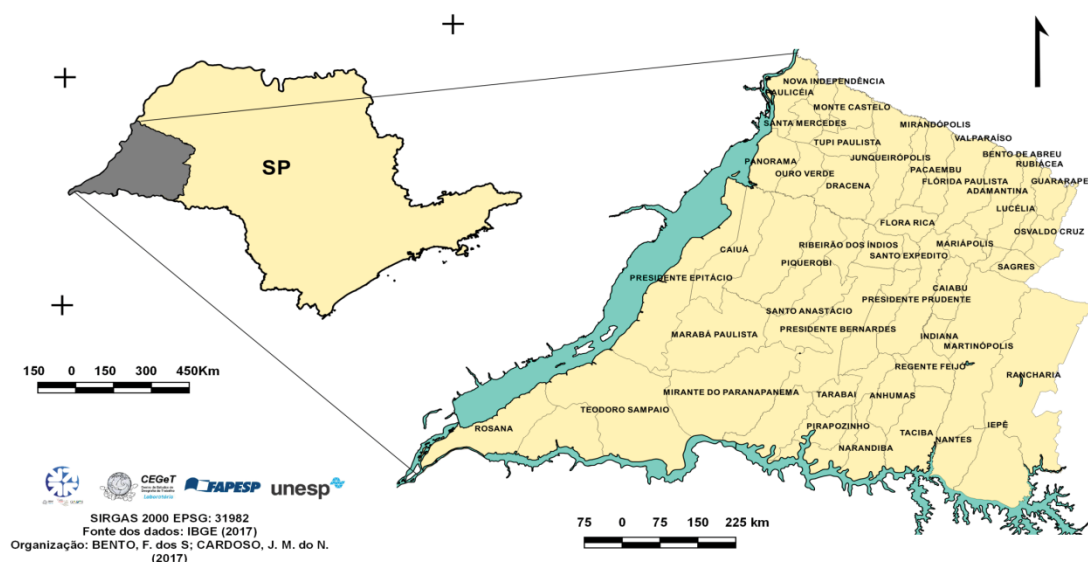 SP
150 0 150 300 450Km
CEGeT
Laboratório
FAPESP
unesp
SIRGAS 2000 EPSG: 31982
Fonte dos dados: IBGE (2017)
Organização: BENTO, F. dos S; CARDOSO, J. M. do N.
(2017)
NOVA INDEPENDÊNCIA
PAULICÉIA
MONTE CASTELO
SANTA MERCEDES
MIRANDÓPOLIS
VALPARAÍSO
TUPI PAULISTA
BENTO DE ABREU
JUNQUEIRÓPOLIS
RUBIÁCEA
PANORAMA
PACAEMBU
OURO VERDE
FLÓRIDA PAULISTA
GUARARAPE
DRACENA
ADAMANTINA
LUCÉLIA
FLORA RICA
OSVALDO CRUZ
CAIUÁ
RIBEIRÃO DOS ÍNDIOS
MARIÁPOLIS
SANTO EXPEDITO
PIQUEROBI
SAGRES
PRESIDENTE EPITÁCIO
CAIABU
PRESIDENTE PRUDENTE
SANTO ANASTÁCIO
MARABÁ PAULISTA
PRESIDENTE BERNARDES
INDIANA
MARTINÓPOLIS
REGENTE FEIJO
RANCHARIA
MIRANTE DO PARANAPANEMA
TARABAI
ANHUMAS
TEODORO SAMPAIO
ROSANA
PIRAPOZINHO
IEPÊ
TACIBA
NANTES
NARANDIBA
75 0 75 150 225 km